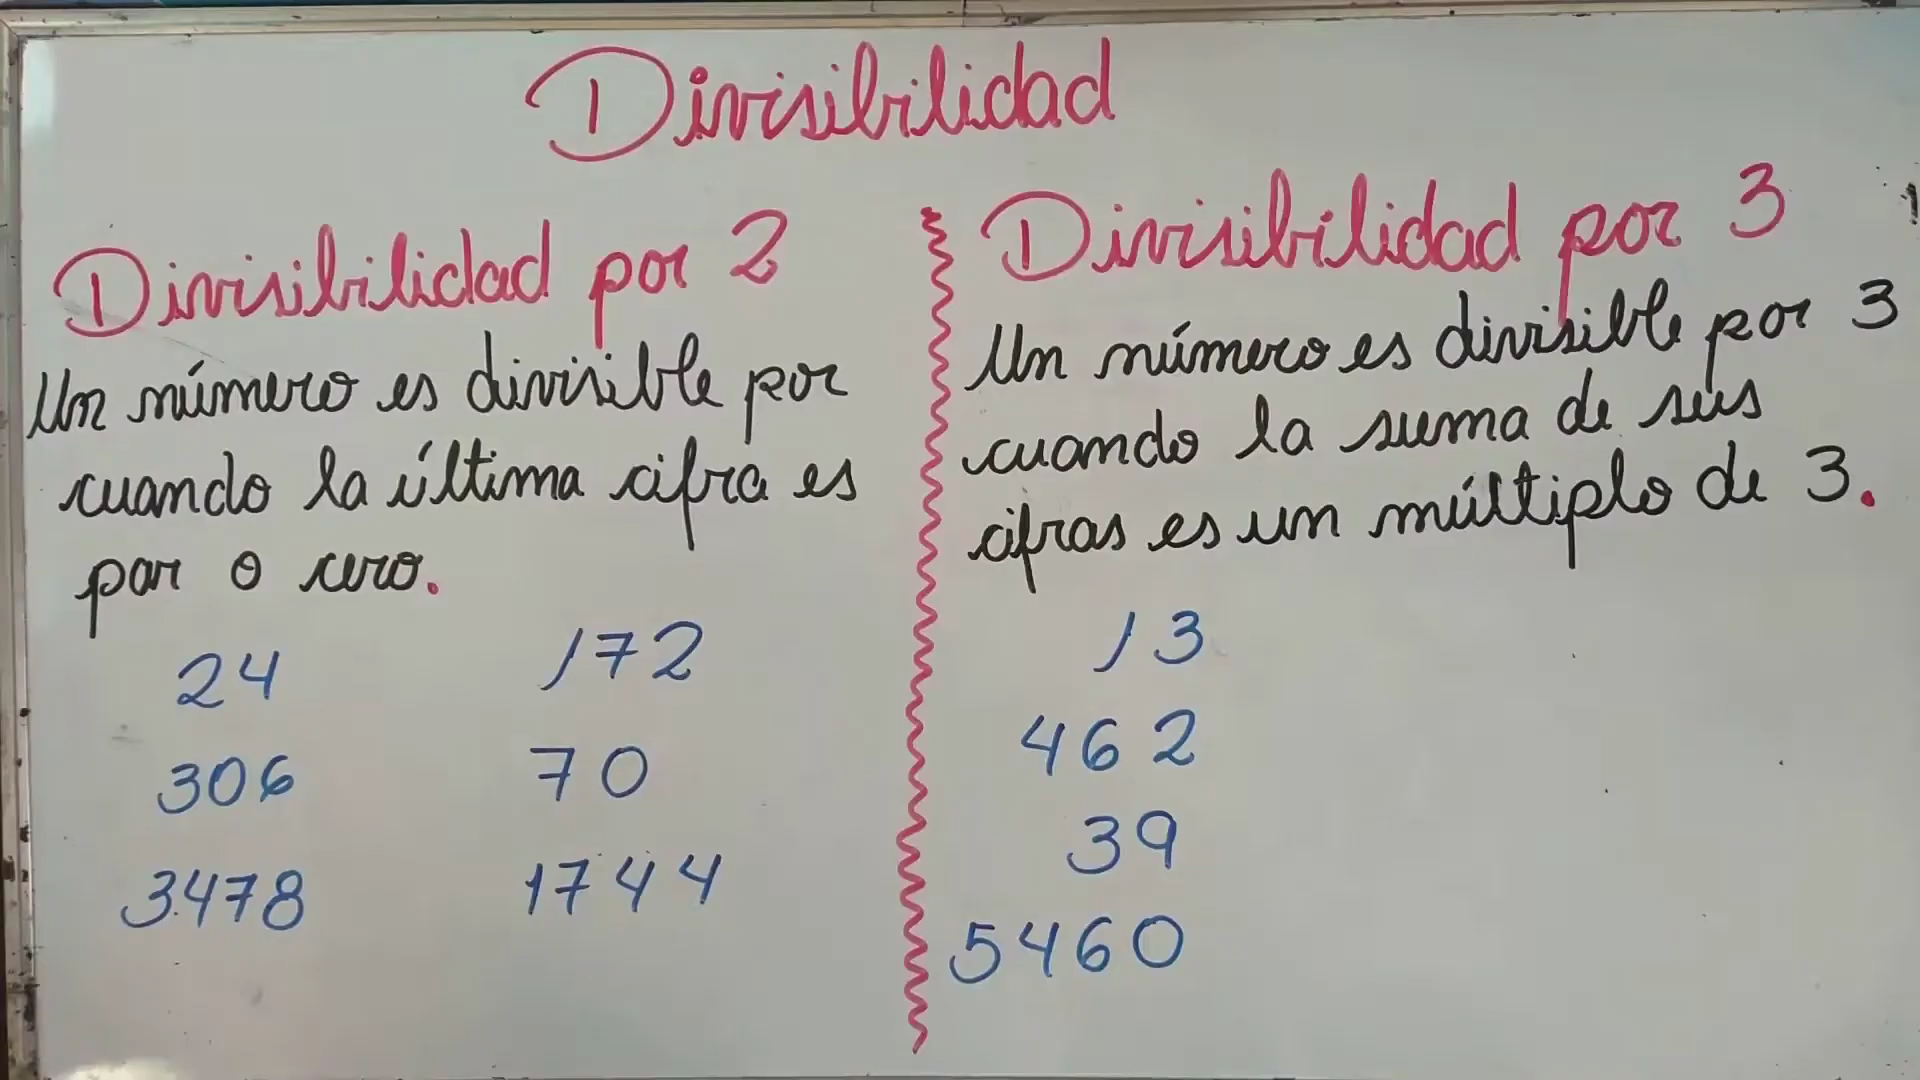 Divisibilidad
Divisibilidad por 2
Un número es divisible por
cuando la última cifra es
par o cero.
24 172
306 70
3478 1744
Divisibilidad por 3
Un número es divisible por 3
cuando la suma de sus
cifras es un múltiplo de 3.
13
462
39
5460